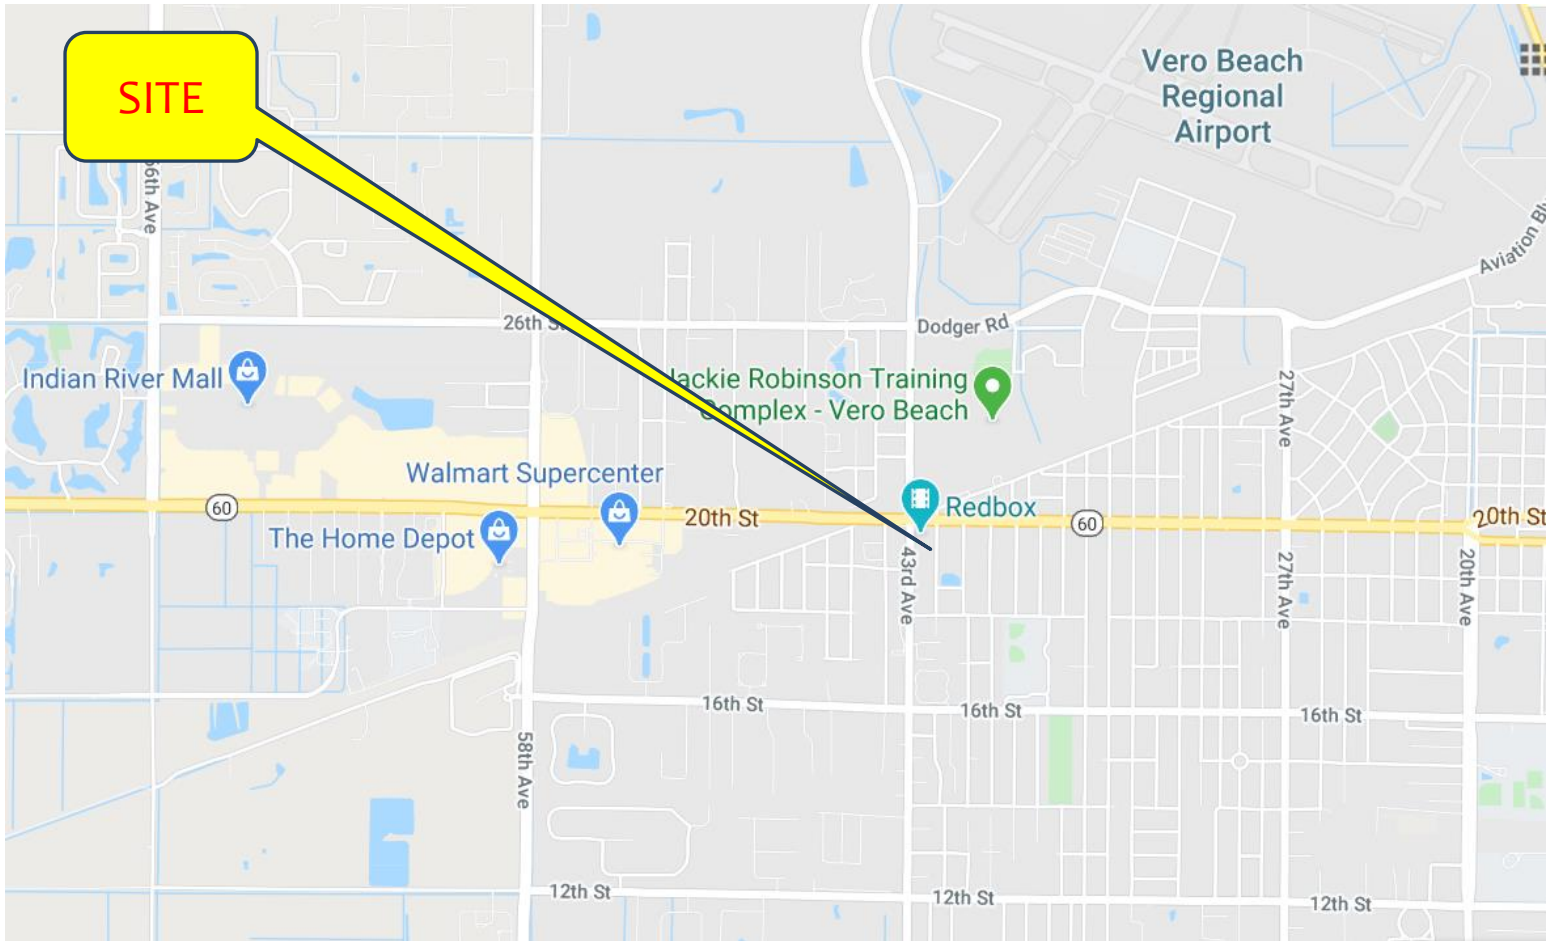 SITE
Vero Beach
Regional
Airport
66th Ave
Aviation Bl
26th St
Dodger Rd
Indian River Mall
Jackie Robinson Training
Complex - Vero Beach
27th Ave
Walmart Supercenter
60
20th St
Redbox
60
20th St
The Home Depot
43rd Ave
27th Ave
20th Ave
16th St
16th St
16th St
58th Ave
12th St
12th St
12th St